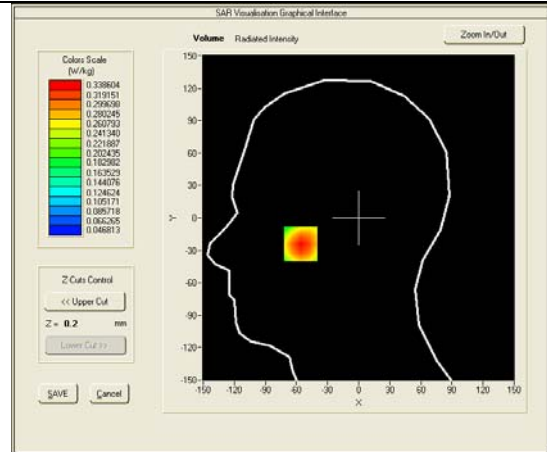 SAR Visualisation Graphical Interface
Volume Radiated Intensity
Zoom In/Out
Colors Scale
(W/kg)
0.338604
0.319151
0.299698
0.280245
0.260793
0.241340
0.221887
0.202435
0.182982
0.163529
0.144076
0.124624
0.105171
0.085718
0.066265
0.046813
Z Cuts Control
<< Upper Cut
Z = 0.2 mm
Lower Cut >>
SAVE
Cancel
150
120
90
60
30
0
-30
-60
-90
-120
-150
Y
-150 -120 -90 -60 -30 0 30 60 90 120 150
X